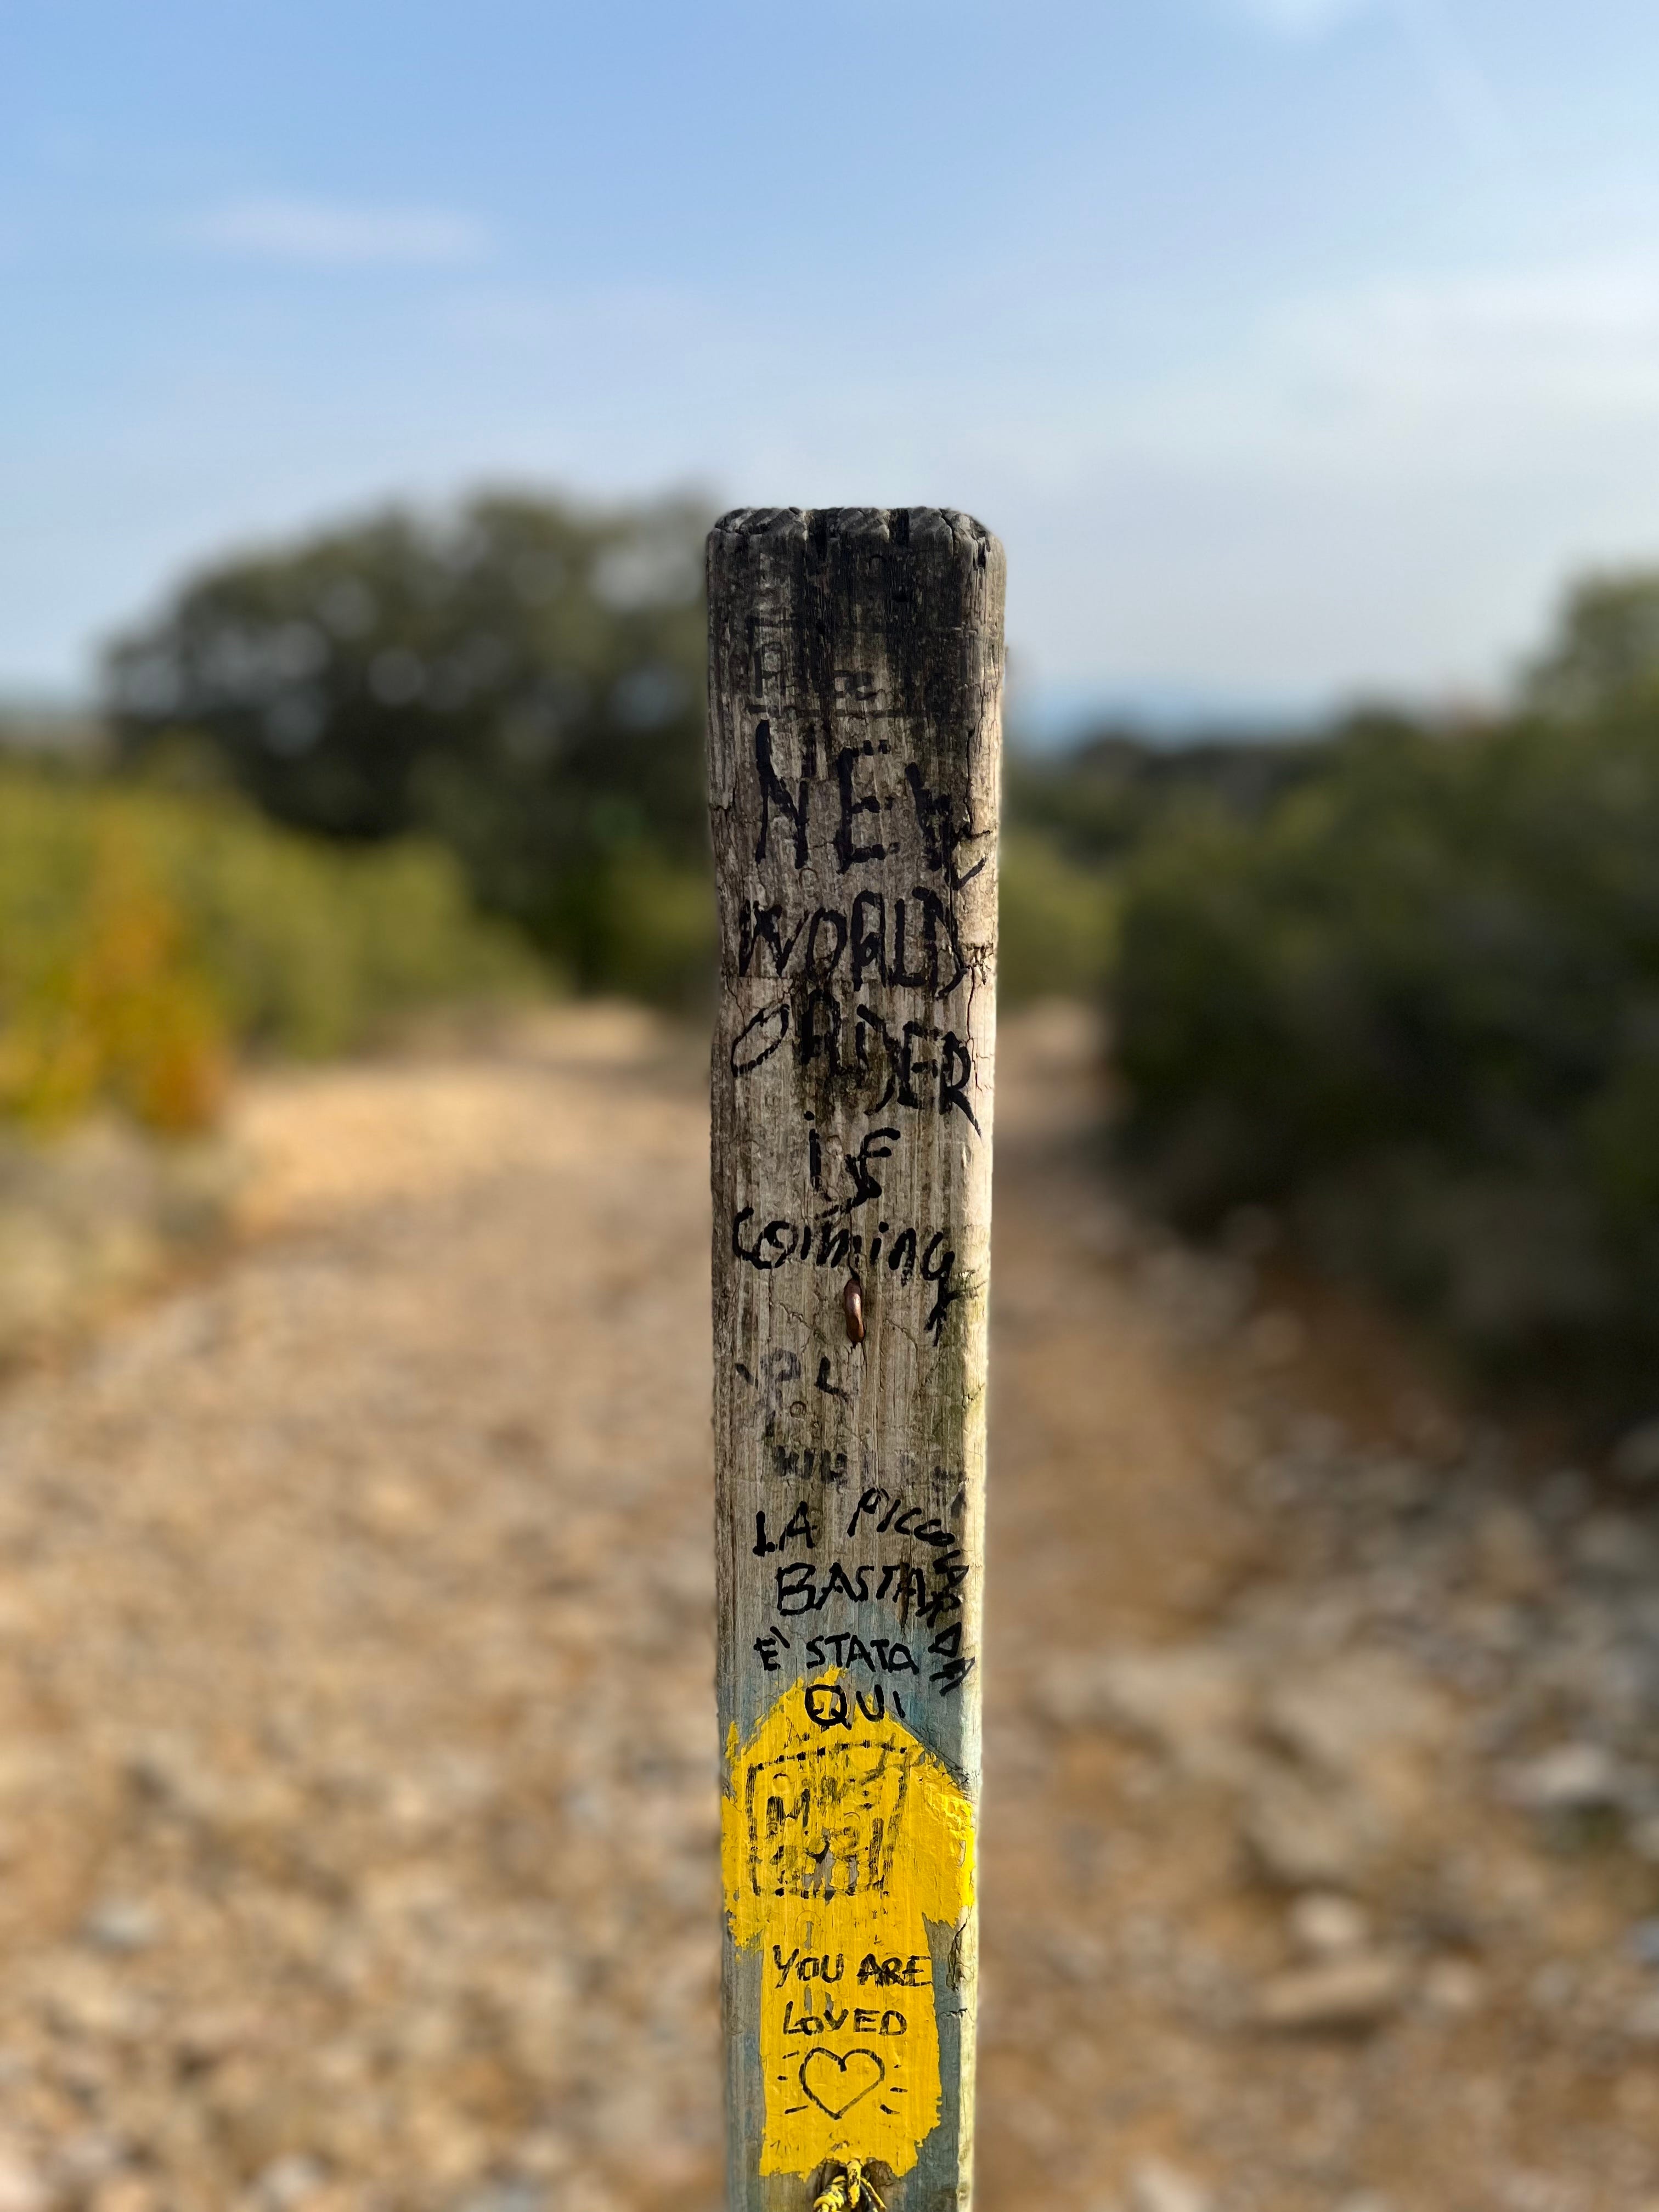 NEW
WORLD
ORDER
is
coming
LA PICCOLA
BASTARDA
E' STATA
QUI
YOU ARE
LOVED